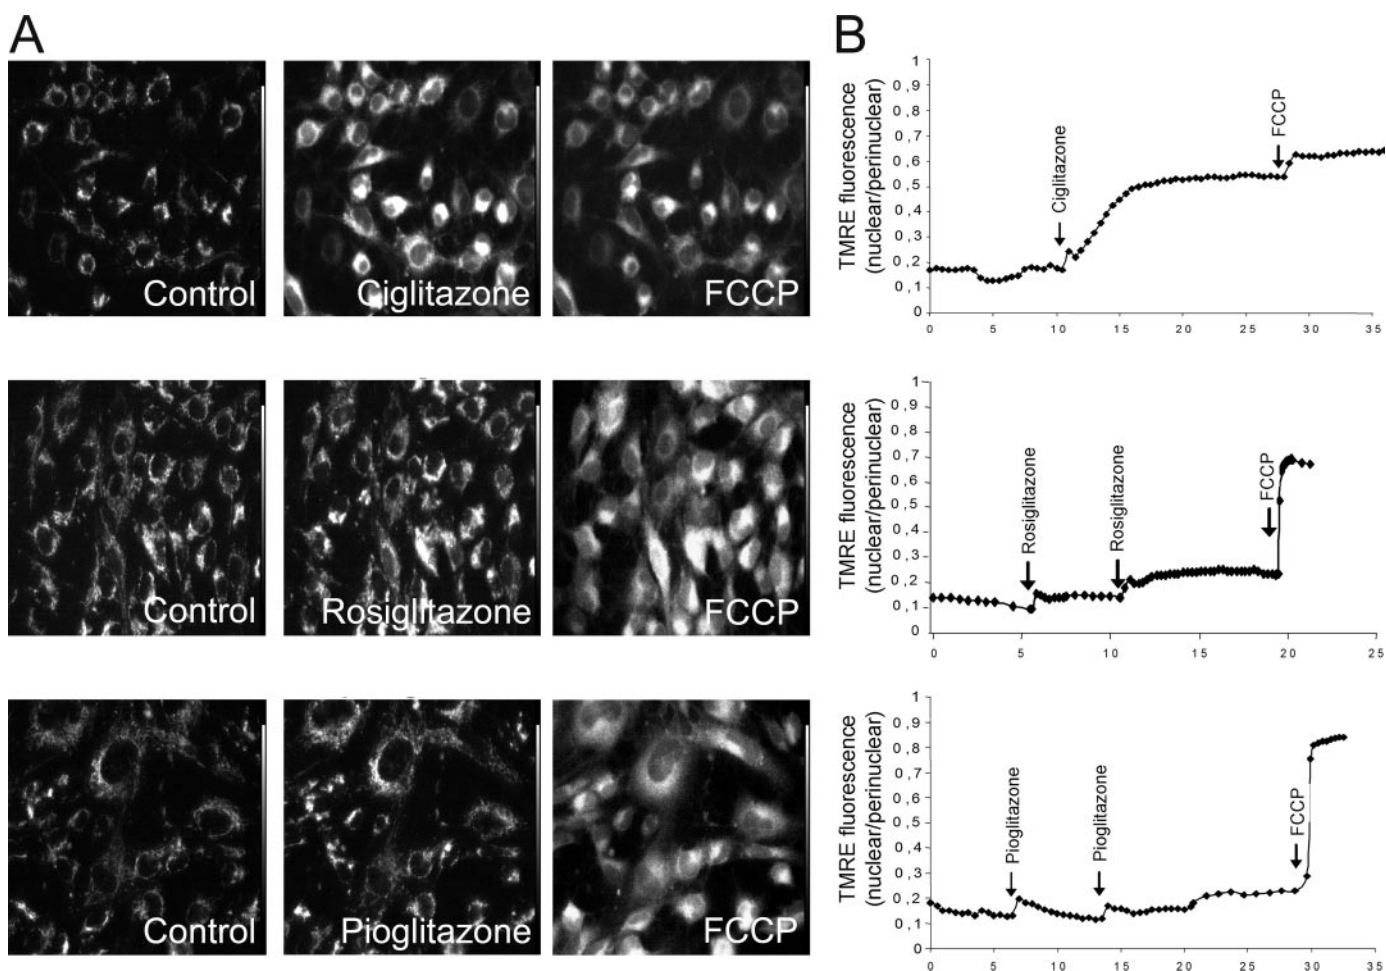 A
B
Control
Ciglitazone
FCCP
TMRE fluorescence
(nuclear/perinuclear)
1
0,9
0,8
0,7
0,6
0,5
0,4
0,3
0,2
0,1
0
Ciglitazone
FCCP
0 5 10 15 20 25 30 35
Control
Rosiglitazone
FCCP
TMRE fluorescence
(nuclear/perinuclear)
1
0,9
0,8
0,7
0,6
0,5
0,4
0,3
0,2
0,1
0
Rosiglitazone
Rosiglitazone
FCCP
0 5 10 15 20 25
Control
Pioglitazone
FCCP
TMRE fluorescence
(nuclear/perinuclear)
1
0,9
0,8
0,7
0,6
0,5
0,4
0,3
0,2
0,1
0
Pioglitazone
Pioglitazone
FCCP
0 5 10 15 20 25 30 35